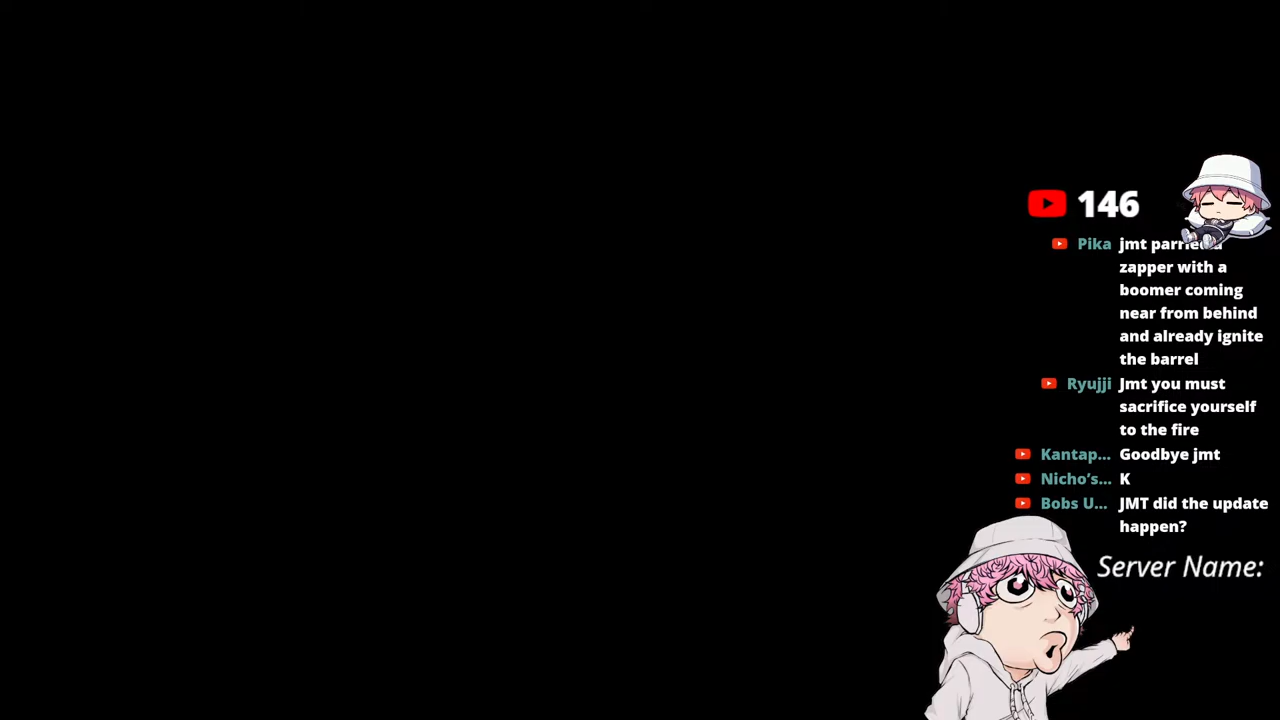 146
Pika jmt parried a
zapper with a
boomer coming
near from behind
and already ignite
the barrel
Ryujji Jmt you must
sacrifice yourself
to the fire
Kantap... Goodbye jmt
Nicho's... K
Bobs U... JMT did the update
happen?
Server Name: